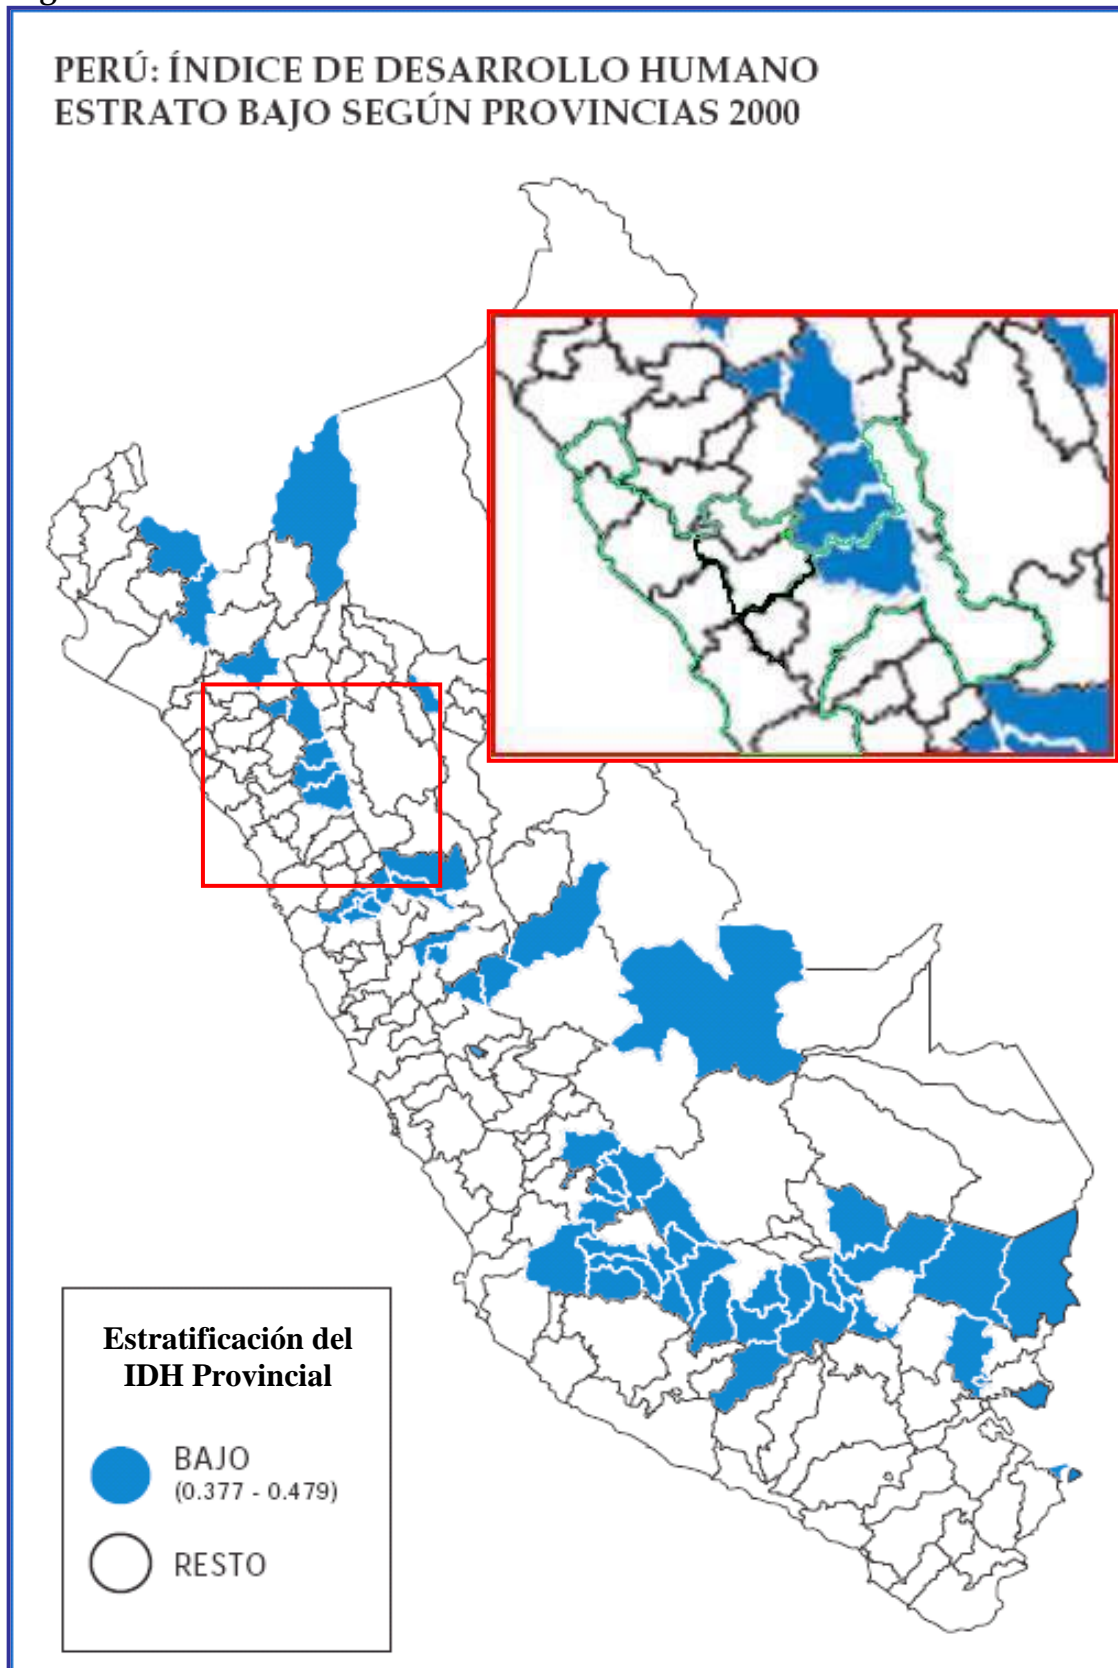 PERÚ: ÍNDICE DE DESARROLLO HUMANO
ESTRATO BAJO SEGÚN PROVINCIAS 2000
Estratificación del
IDH Provincial
BAJO
(0.377 - 0.479)
RESTO